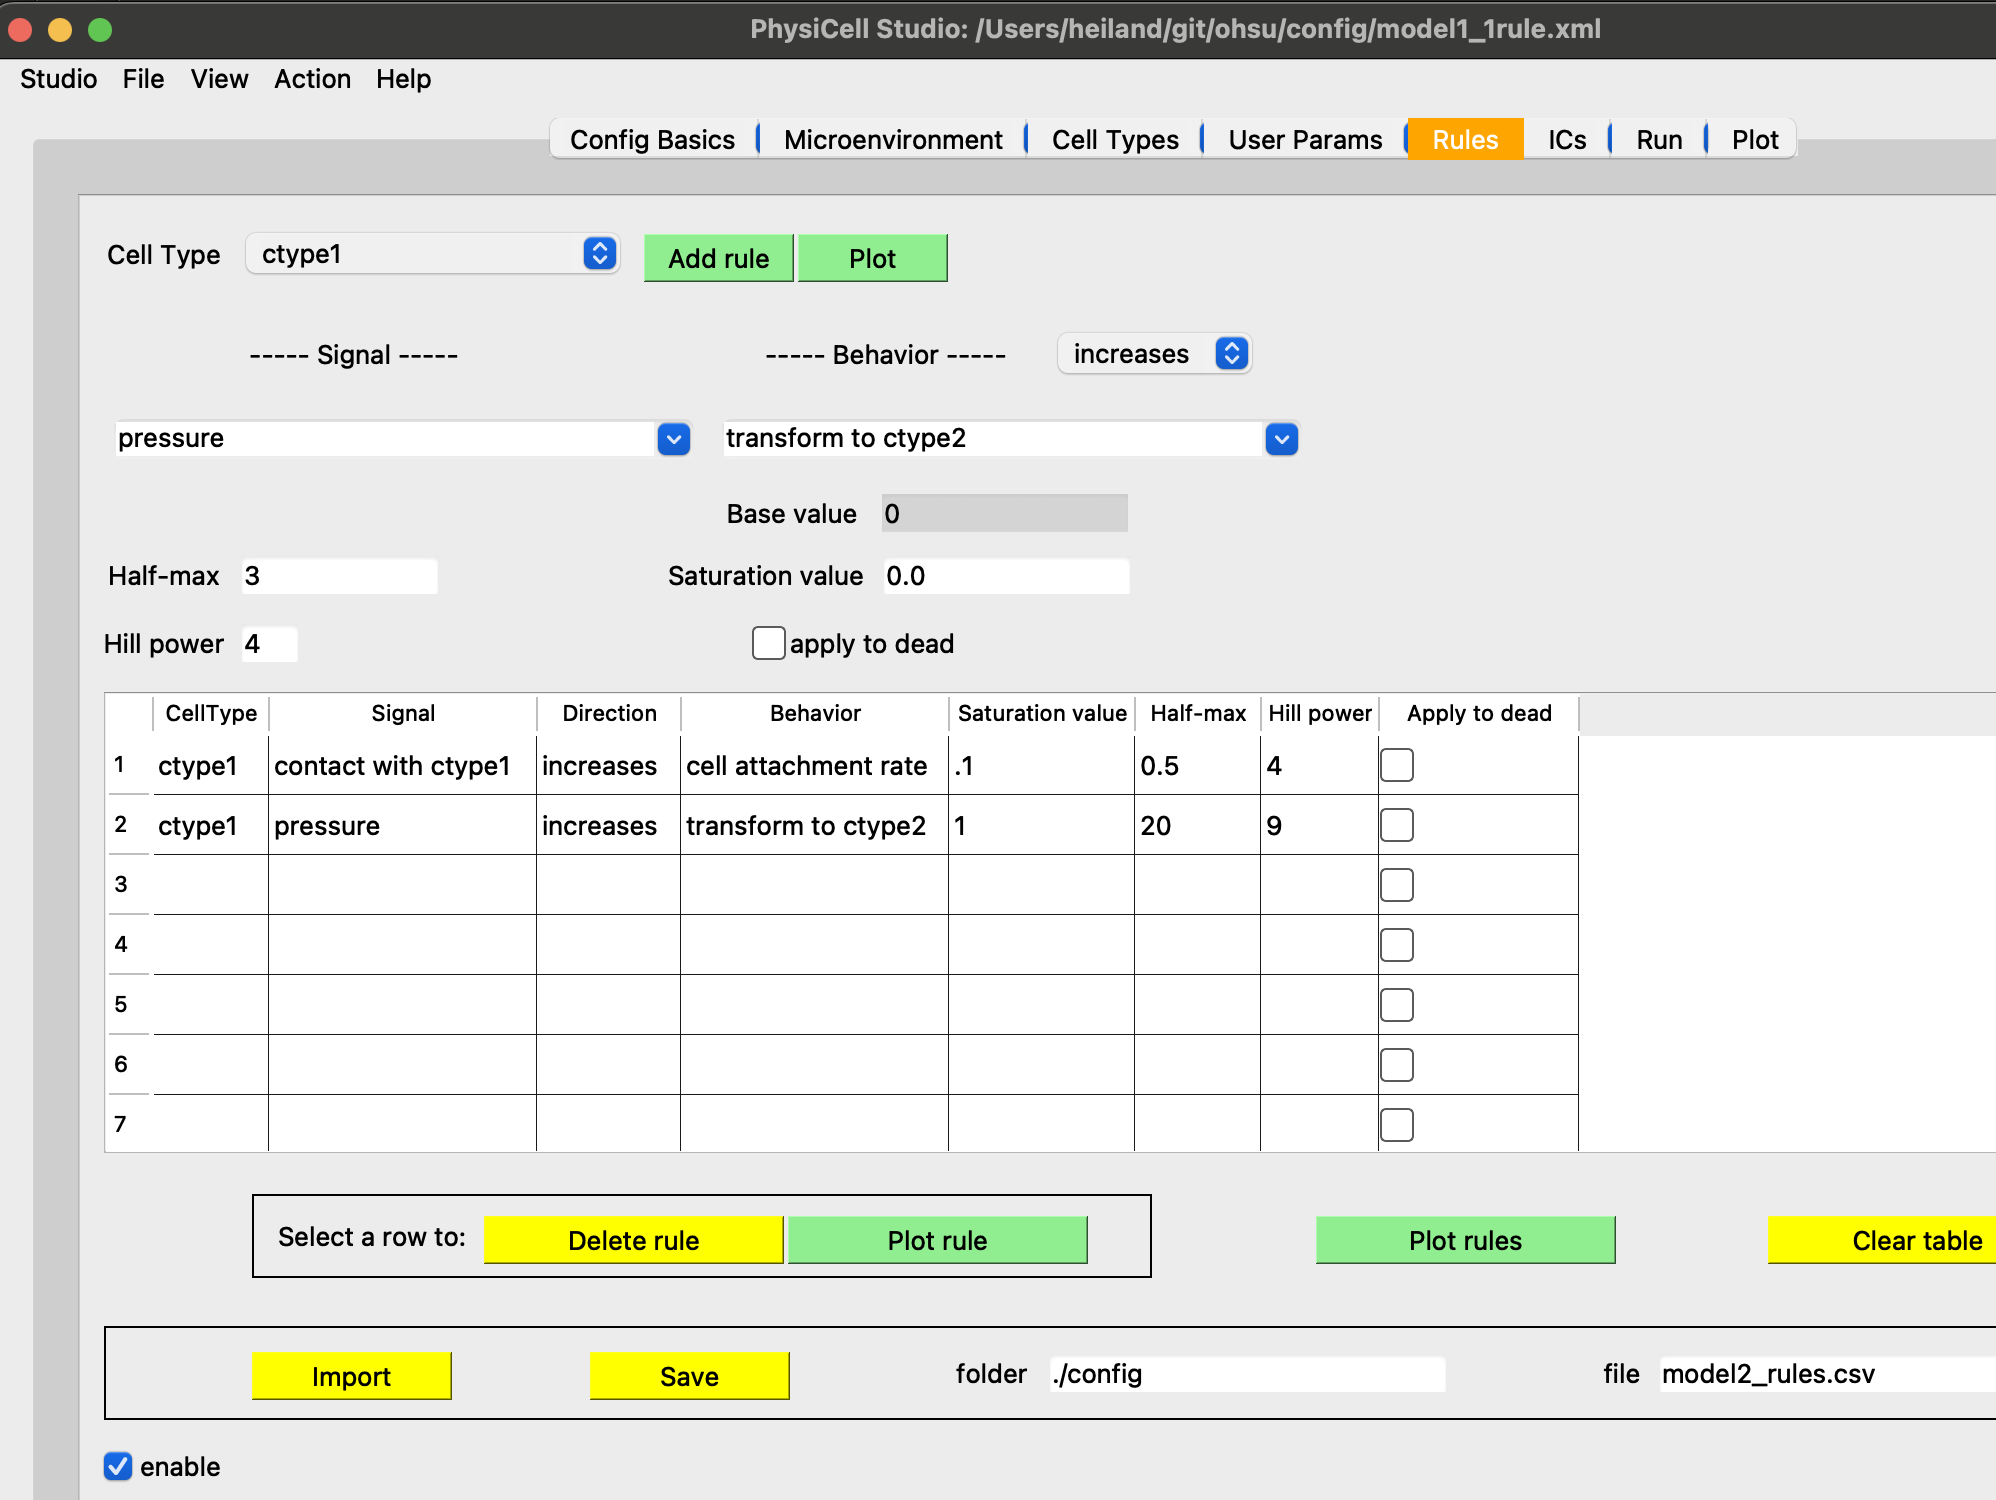 PhysiCell Studio: /Users/heiland/git/ohsu/config/model1_1rule.xml
Studio File View Action Help
Config Basics Microenvironment Cell Types User Params Rules ICs Run Plot
Cell Type ctype1 Add rule Plot
----- Signal ----- ----- Behavior ----- increases
pressure transform to ctype2
Base value 0
Half-max 3 Saturation value 0.0
Hill power 4 apply to dead
CellType Signal Direction Behavior Saturation value Half-max Hill power Apply to dead
1 ctype1 contact with ctype1 increases cell attachment rate .1 0.5 4
2 ctype1 pressure increases transform to ctype2 1 20 9
3
4
5
6
7
Select a row to: Delete rule Plot rule Plot rules Clear table
Import Save folder ./config file model2_rules.csv
enable